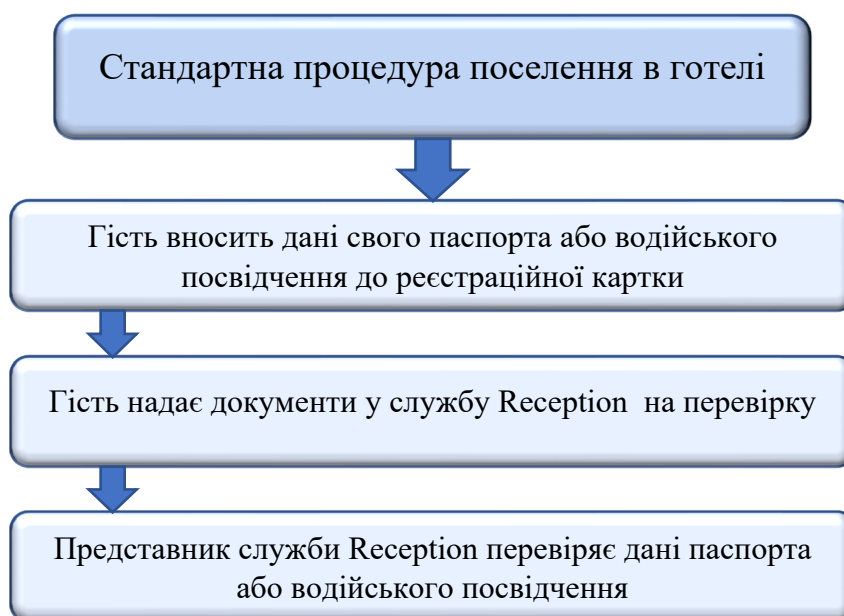 Стандартна процедура поселення в готелі
Гість вносить дані свого паспорта або водійського
посвідчення до реєстраційної картки
Гість надає документи у службу Reception на перевірку
Представник служби Reception перевіряє дані паспорта
або водійського посвідчення